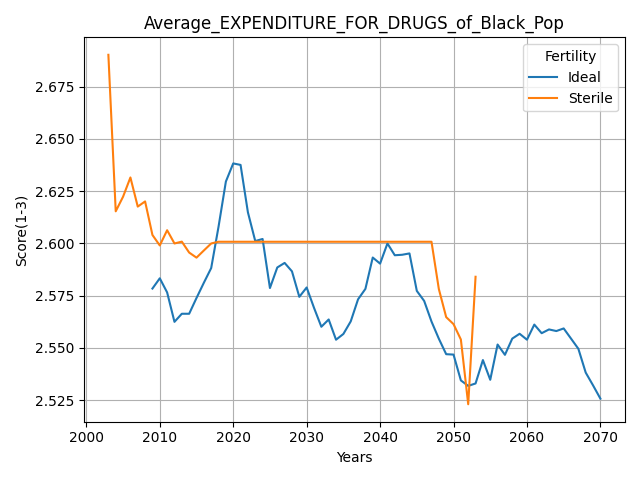 Average_EXPENDITURE_FOR_DRUGS_of_Black_Pop
Fertility
Ideal
Sterile
Score(1-3)
2.675
2.650
2.625
2.600
2.575
2.550
2.525
2000 2010 2020 2030 2040 2050 2060 2070
Years